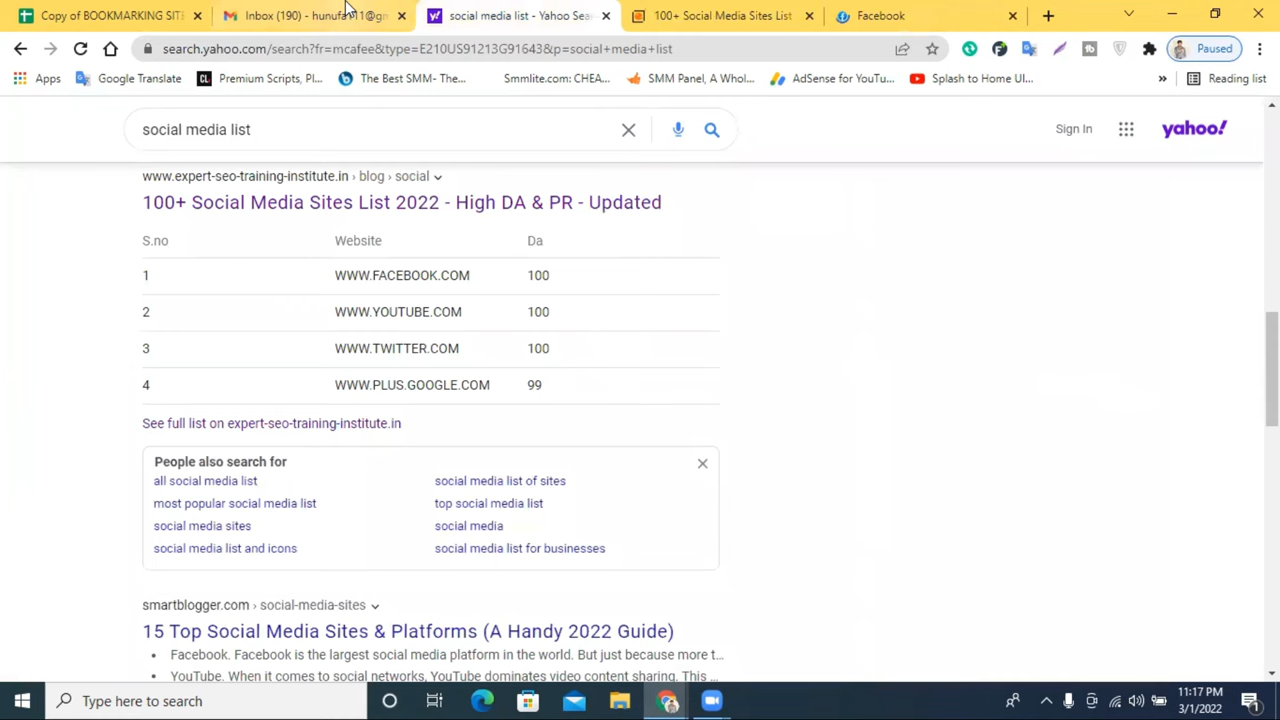 Copy of BOOKMARKING SIT
Inbox (190) - hunufa
11@g
social media list - Yahoo Sea
100+ Social Media Sites List
Facebook
search.yahoo.com/search?fr=mcafee&type=E210US91213G91643&p=social+media+list
Paused
Apps
Google Translate
Premium Scripts, Pl...
The Best SMM- The...
Smmlite.com: CHEA...
SMM Panel, A Whol...
AdSense for YouTu...
Splash to Home UI...
»
Reading list
social media list
Sign In
yahoo!
www.expert-seo-training-institute.in › blog › social
100+ Social Media Sites List 2022 - High DA & PR - Updated
S.no Website Da
1 WWW.FACEBOOK.COM 100
2 WWW.YOUTUBE.COM 100
3 WWW.TWITTER.COM 100
4 WWW.PLUS.GOOGLE.COM 99
See full list on expert-seo-training-institute.in
People also search for
all social media list social media list of sites
most popular social media list top social media list
social media sites social media
social media list and icons social media list for businesses
smartblogger.com › social-media-sites
15 Top Social Media Sites & Platforms (A Handy 2022 Guide)
• Facebook. Facebook is the largest social media platform in the world. But just because more t...
• YouTube. When it comes to social networks, YouTube dominates video content sharing. This ...
Type here to search
11:17 PM
3/1/2022
1